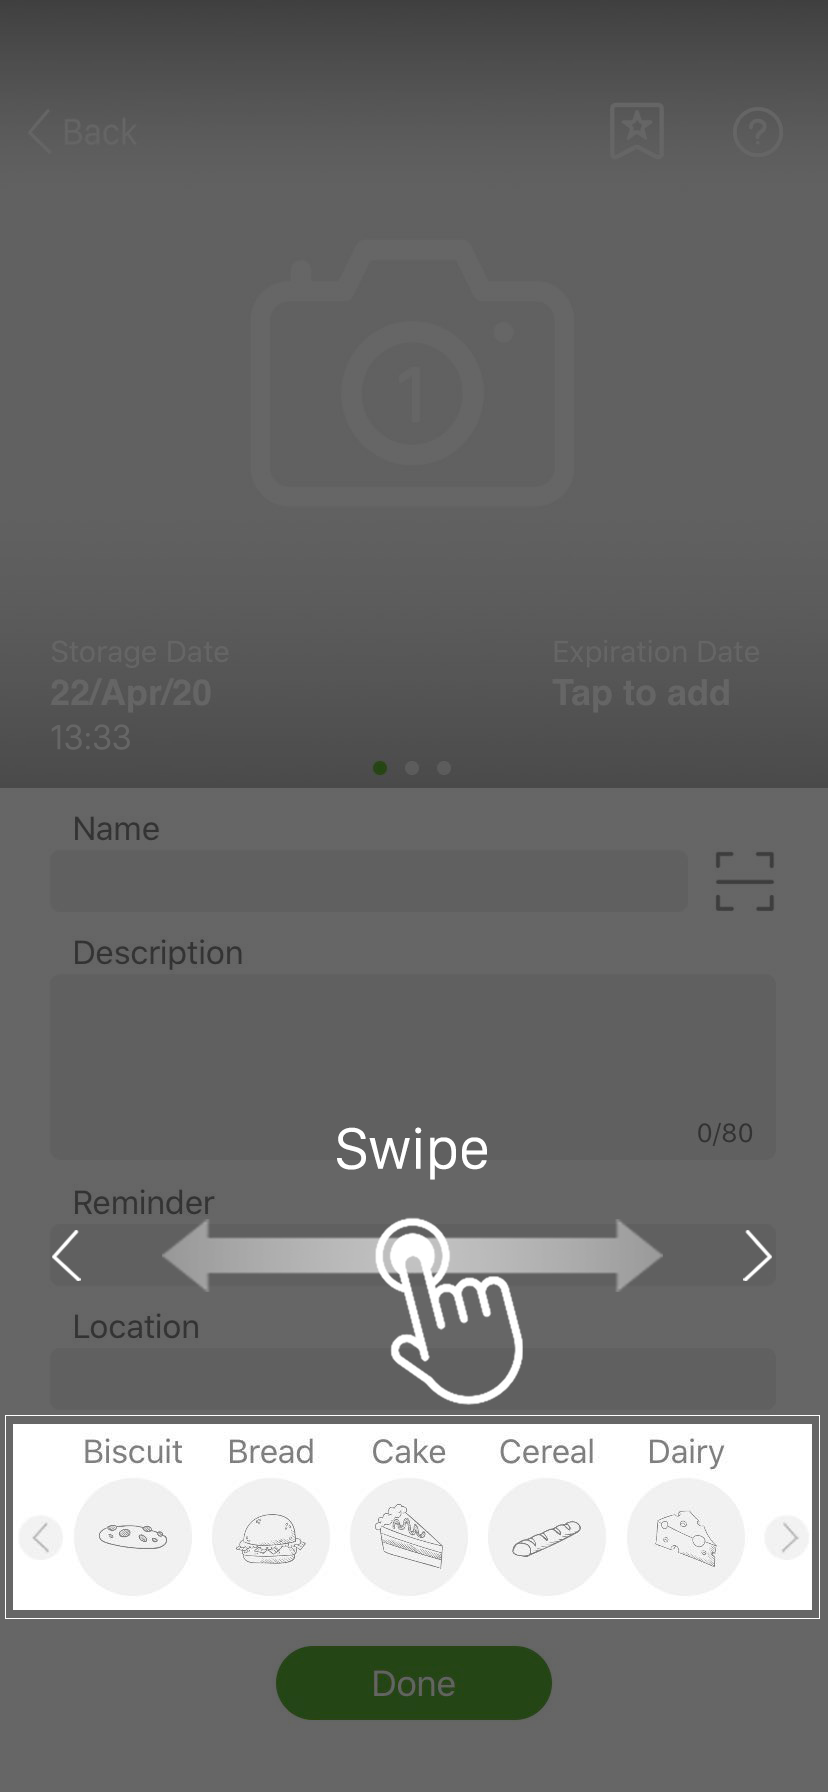 Back
?
1
Storage Date
Expiration Date
22/Apr/20
Tap to add
13:33
Name
Description
0/80
Swipe
Reminder
Location
Biscuit Bread Cake Cereal Dairy
Done